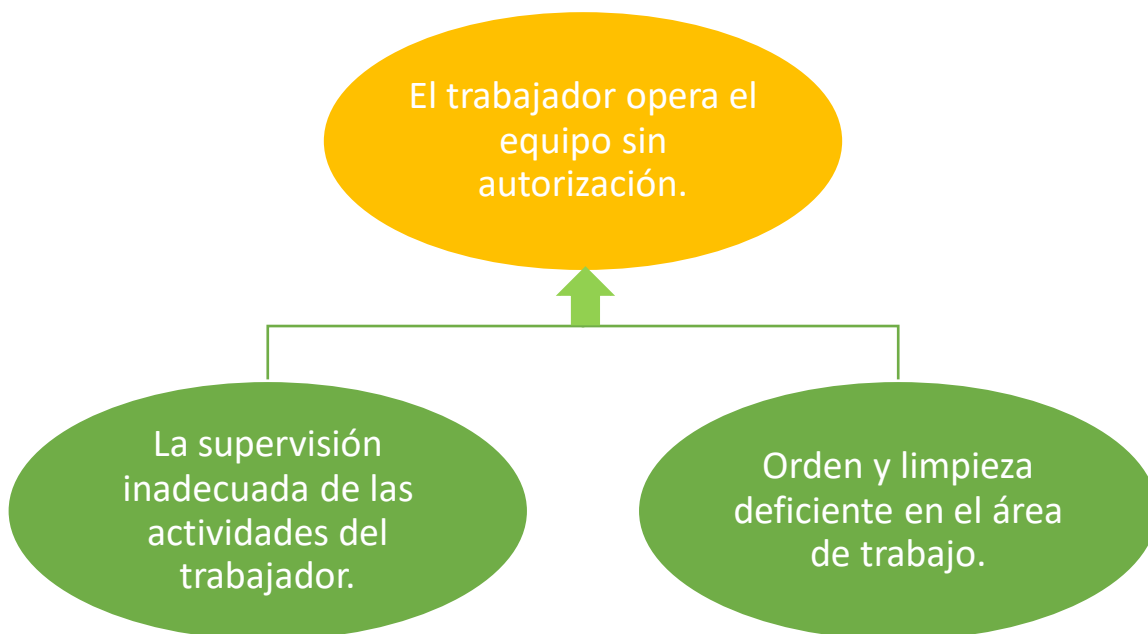 El trabajador opera el
equipo sin
autorización.
La supervisión
inadecuada de las
actividades del
trabajador.
Orden y limpieza
deficiente en el área
de trabajo.